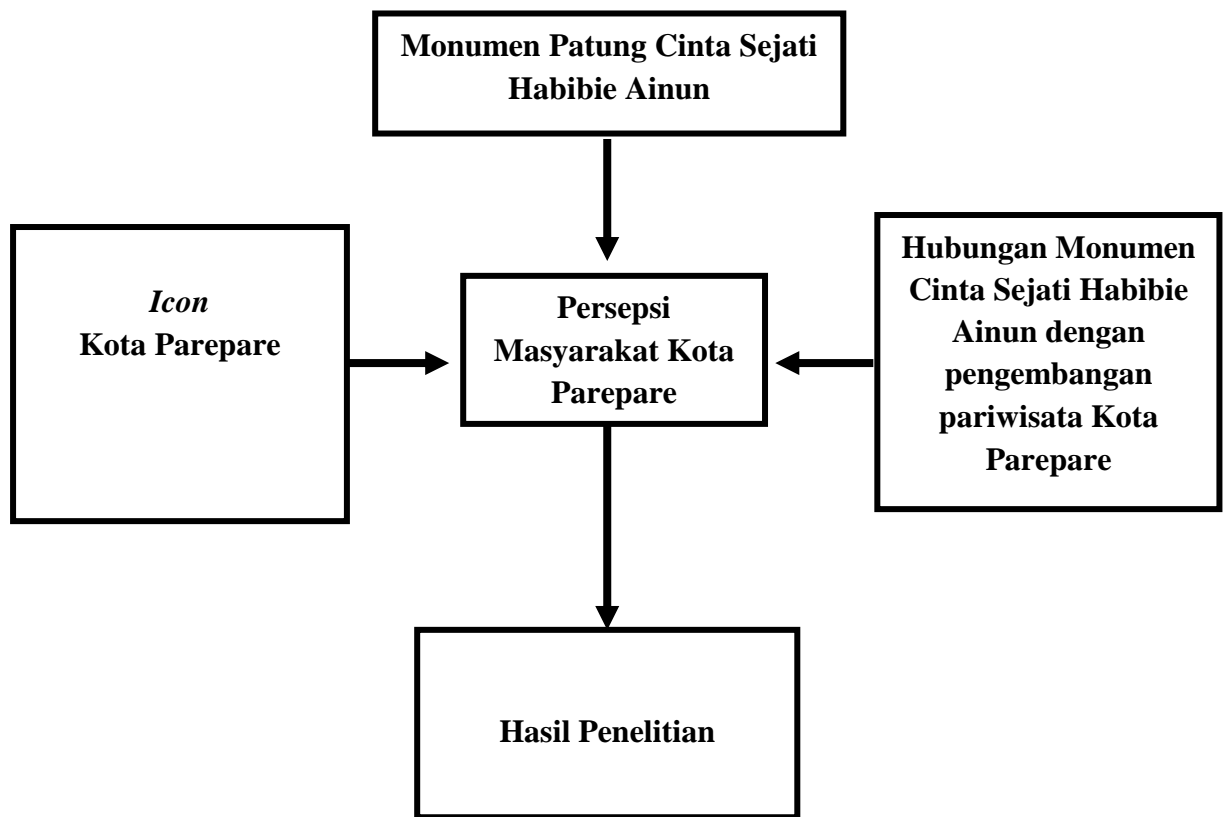 Monumen Patung Cinta Sejati
Habibie Ainun
Icon
Kota Parepare
Persepsi
Masyarakat Kota
Parepare
Hubungan Monumen
Cinta Sejati Habibie
Ainun dengan
pengembangan
pariwisata Kota
Parepare
Hasil Penelitian